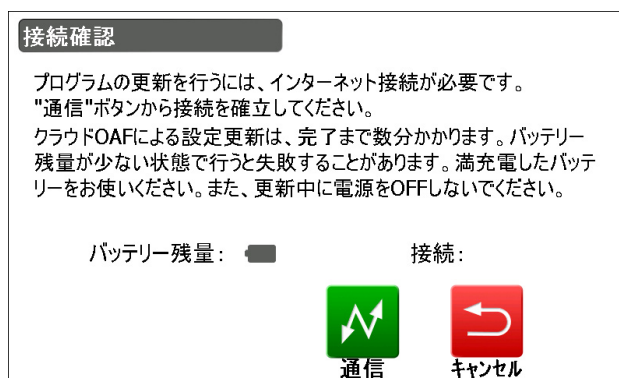 接続確認
プログラムの更新を行うには、インターネット接続が必要です。
"通信"ボタンから接続を確立してください。
クラウドOAFによる設定更新は、完了まで数分かかります。バッテリー
残量が少ない状態で行うと失敗することがあります。満充電したバッテ
リーをお使いください。また、更新中に電源をOFFしないでください。
バッテリー残量: 接続:
通信 キャンセル